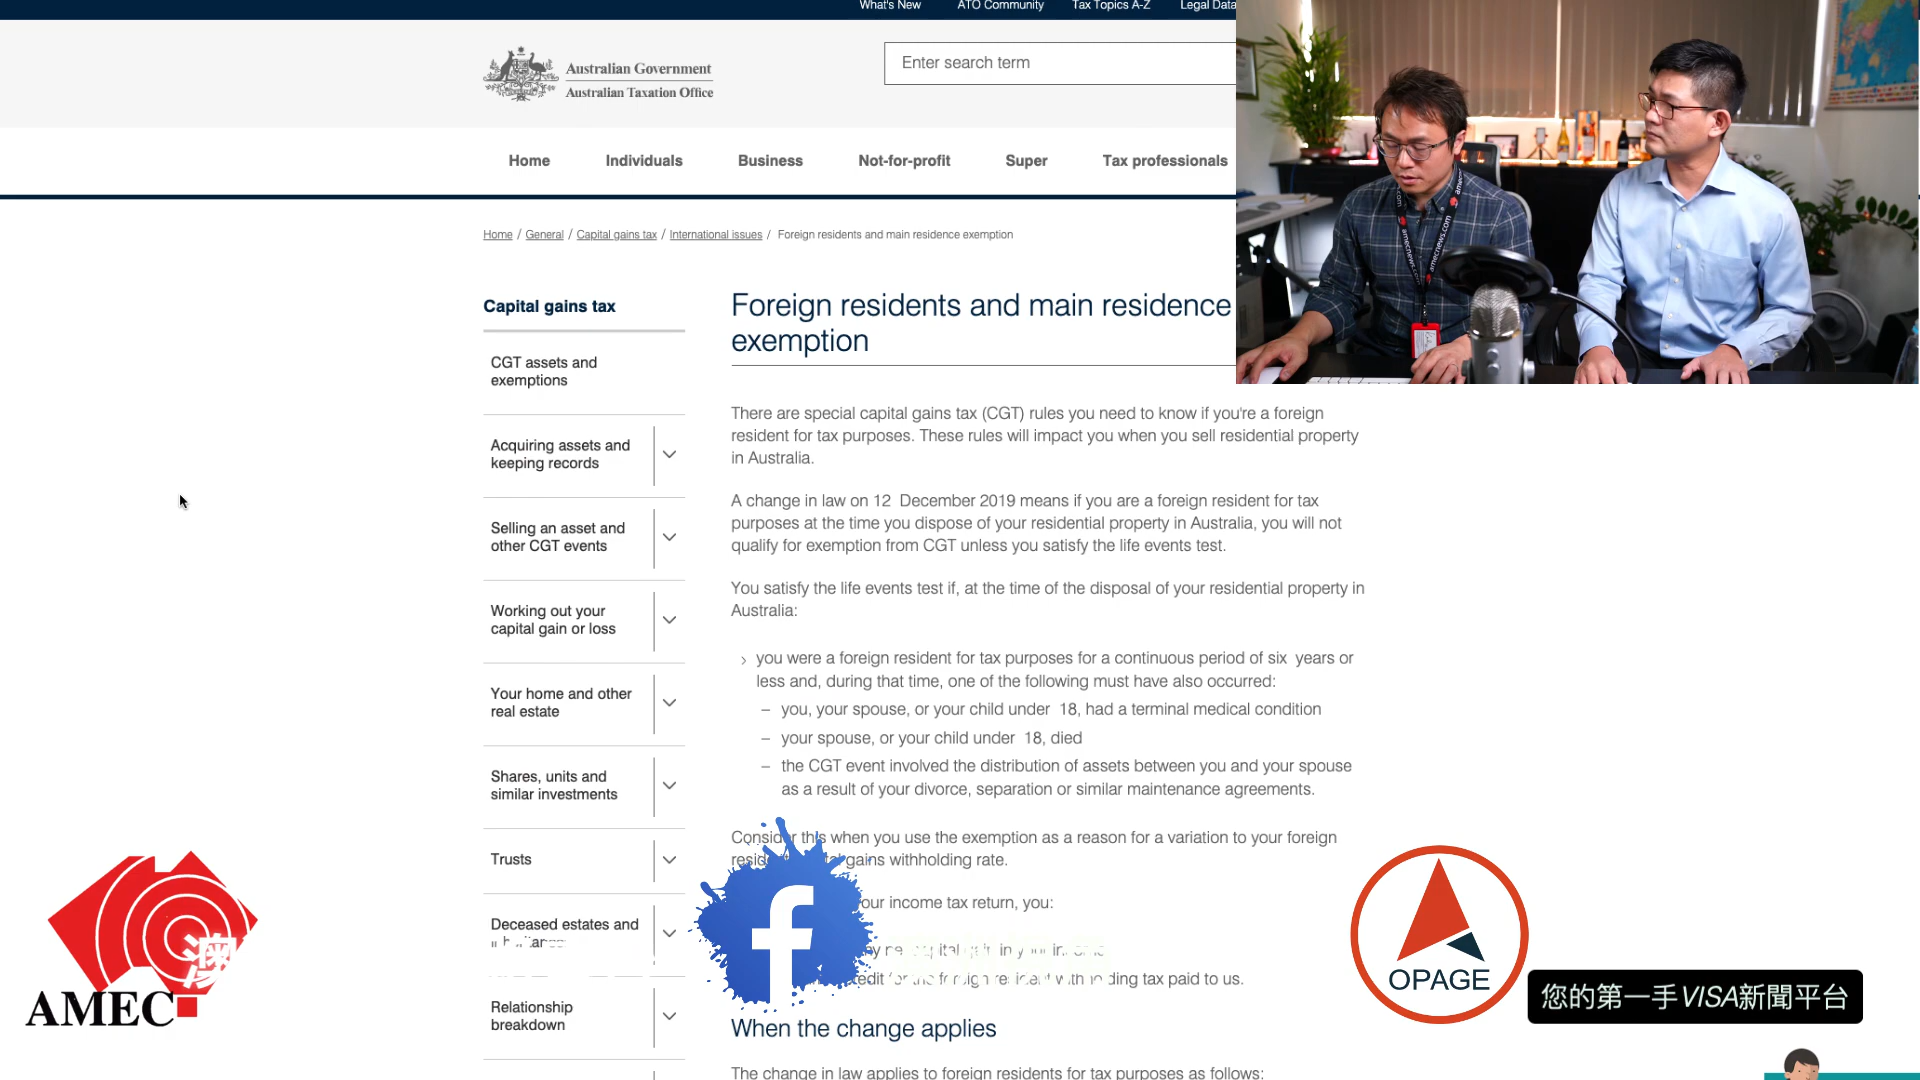 What's New ATO Community Tax Topics A-Z Legal Data
Australian Government
Australian Taxation Office
Enter search term
Home Individuals Business Not-for-profit Super Tax professionals
Home / General / Capital gains tax / International issues / Foreign residents and main residence exemption
Capital gains tax
CGT assets and
exemptions
Acquiring assets and
keeping records
Selling an asset and
other CGT events
Working out your
capital gain or loss
Your home and other
real estate
Shares, units and
similar investments
Trusts
Deceased estates and
Relationship
breakdown
Foreign residents and main residence
exemption
There are special capital gains tax (CGT) rules you need to know if you're a foreign
resident for tax purposes. These rules will impact you when you sell residential property
in Australia.
A change in law on 12 December 2019 means if you are a foreign resident for tax
purposes at the time you dispose of your residential property in Australia, you will not
qualify for exemption from CGT unless you satisfy the life events test.
You satisfy the life events test if, at the time of the disposal of your residential property in
Australia:
› you were a foreign resident for tax purposes for a continuous period of six years or
less and, during that time, one of the following must have also occurred:
– you, your spouse, or your child under 18, had a terminal medical condition
– your spouse, or your child under 18, died
– the CGT event involved the distribution of assets between you and your spouse
as a result of your divorce, separation or similar maintenance agreements.
Consider this when you use the exemption as a reason for a variation to your foreign
gains withholding rate.
our income tax return, you:
tax paid to us.
When the change applies
The change in law applies to foreign residents for tax purposes as follows:
amecnews.com
AMEC
澳
f
OPAGE
您的第一手VISA新聞平台